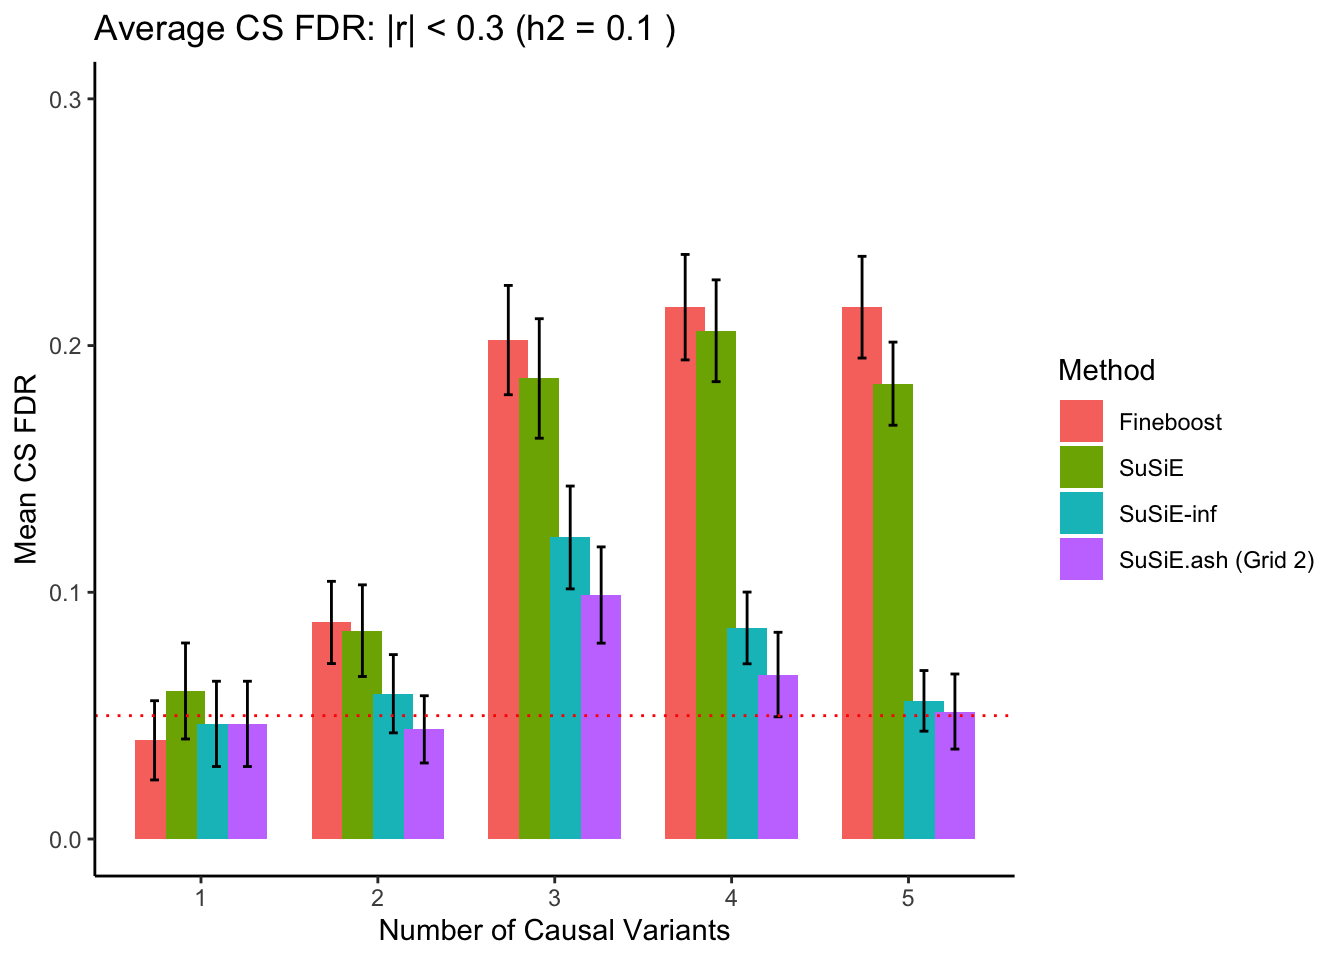 Average CS FDR: |r| < 0.3 (h2 = 0.1 )
Mean CS FDR
0.3
0.2
0.1
0.0
1
2
3
4
5
Number of Causal Variants
Method
Fineboost
SuSiE
SuSiE-inf
SuSiE.ash (Grid 2)